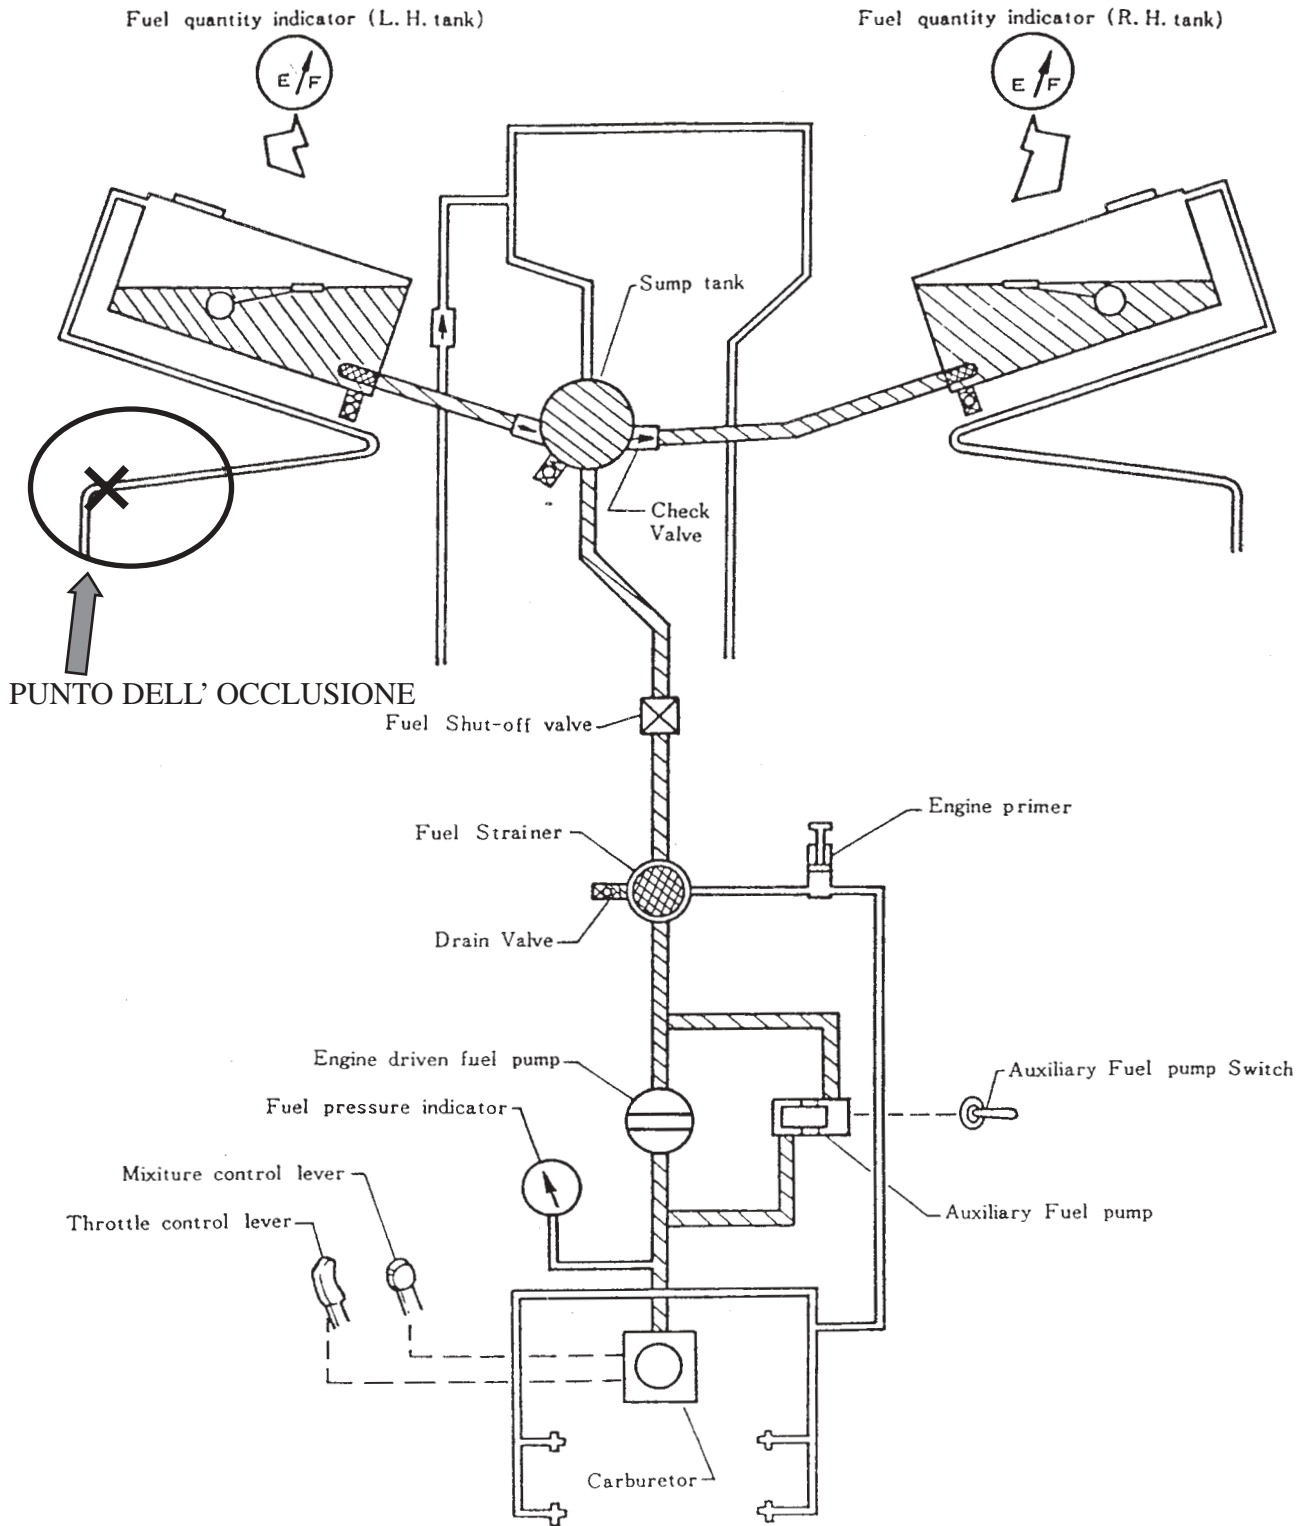 Fuel quantity indicator (L. H. tank)
Fuel quantity indicator (R. H. tank)
E F
E F
Sump tank
Check
Valve
PUNTO DELL' OCCLUSIONE
Fuel Shut-off valve
Engine primer
Fuel Strainer
Drain Valve
Engine driven fuel pump
Auxiliary Fuel pump Switch
Fuel pressure indicator
Mixiture control lever
Auxiliary Fuel pump
Throttle control lever
Carburetor